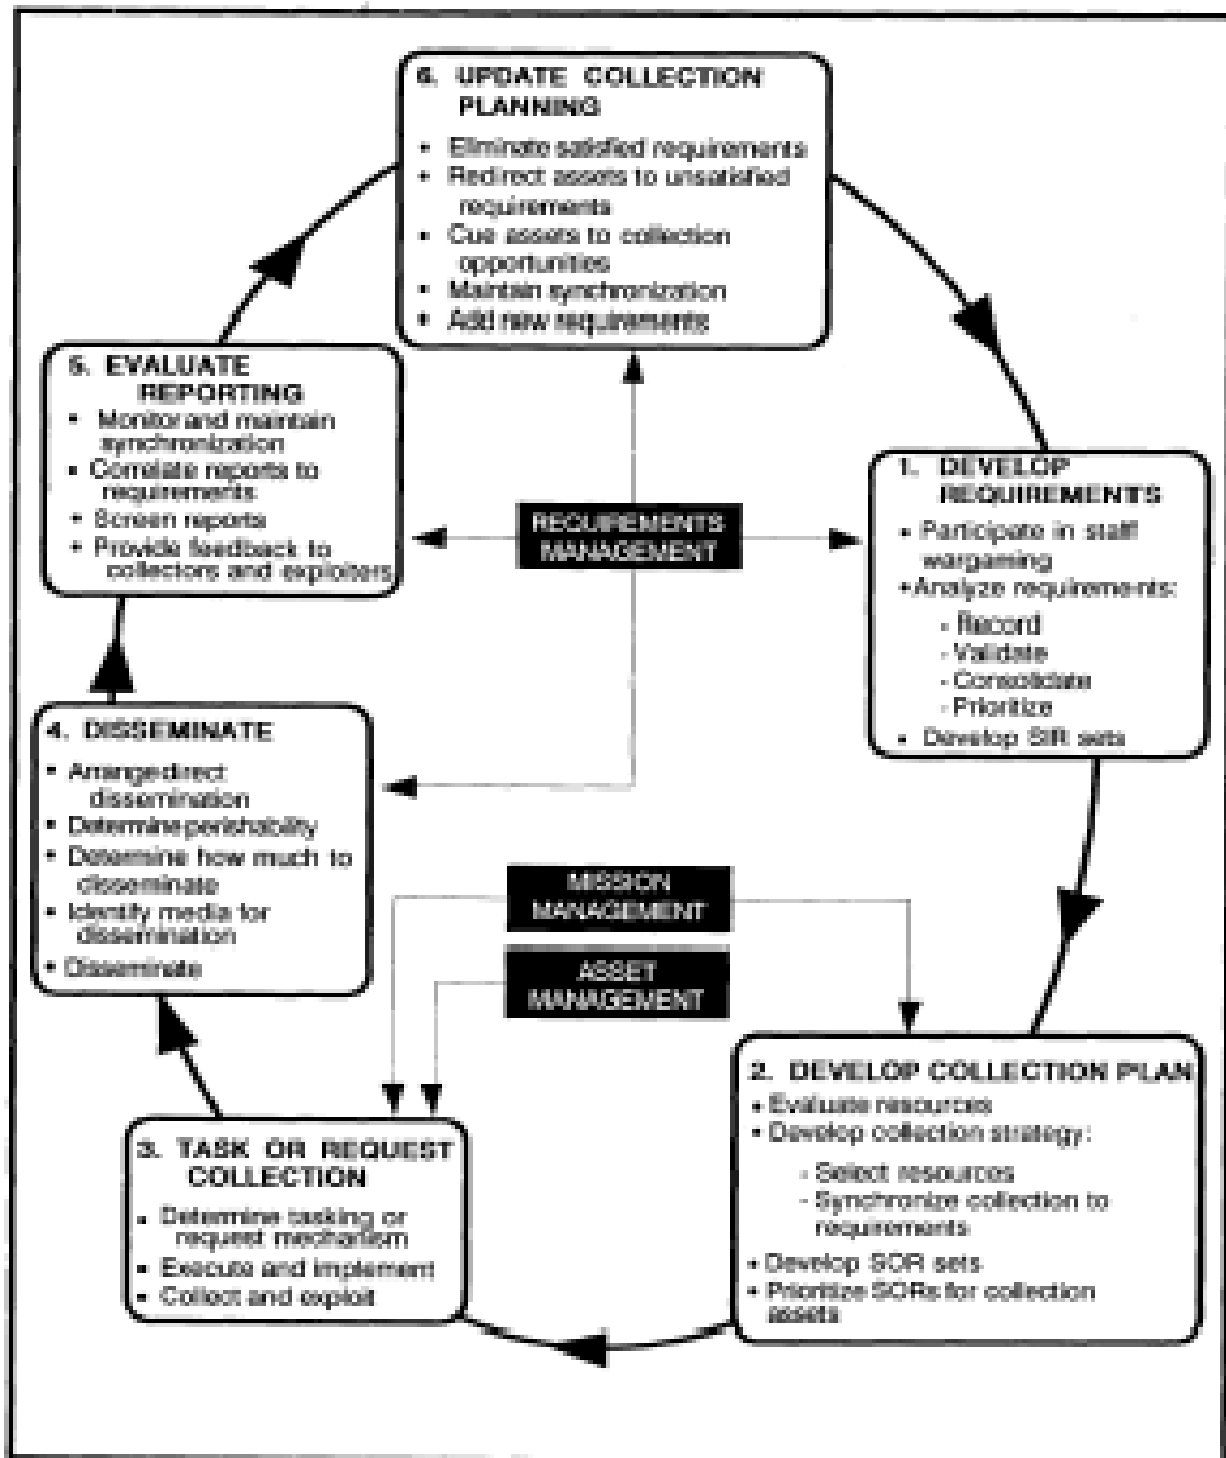 6. UPDATE COLLECTION
PLANNING
• Eliminate satisfied requirements
• Redirect assets to unsatisfied
requirements
• Cue assets to collection
opportunities
• Maintain synchronization
• Add new requirements
5. EVALUATE
REPORTING
• Monitor and maintain
synchronization
• Correlate reports to
requirements
• Screen reports
• Provide feedback to
collectors and exploiters
REQUIREMENTS
MANAGEMENT
1. DEVELOP
REQUIREMENTS
• Participate in staff
wargaming
• Analyze requirements:
- Record
- Validate
- Consolidate
- Prioritize
• Develop SIR sets
4. DISSEMINATE
• Arrange direct
dissemination
• Determine perishability
• Determine how much to
disseminate
• Identify media for
dissemination
• Disseminate
MISSION
MANAGEMENT
ASSET
MANAGEMENT
3. TASK OR REQUEST
COLLECTION
• Determine tasking or
request mechanism
• Execute and implement
• Collect and exploit
2. DEVELOP COLLECTION PLAN
• Evaluate resources
• Develop collection strategy:
- Select resources
- Synchronize collection to
requirements
• Develop SOR sets
• Prioritize SORs for collection
assets